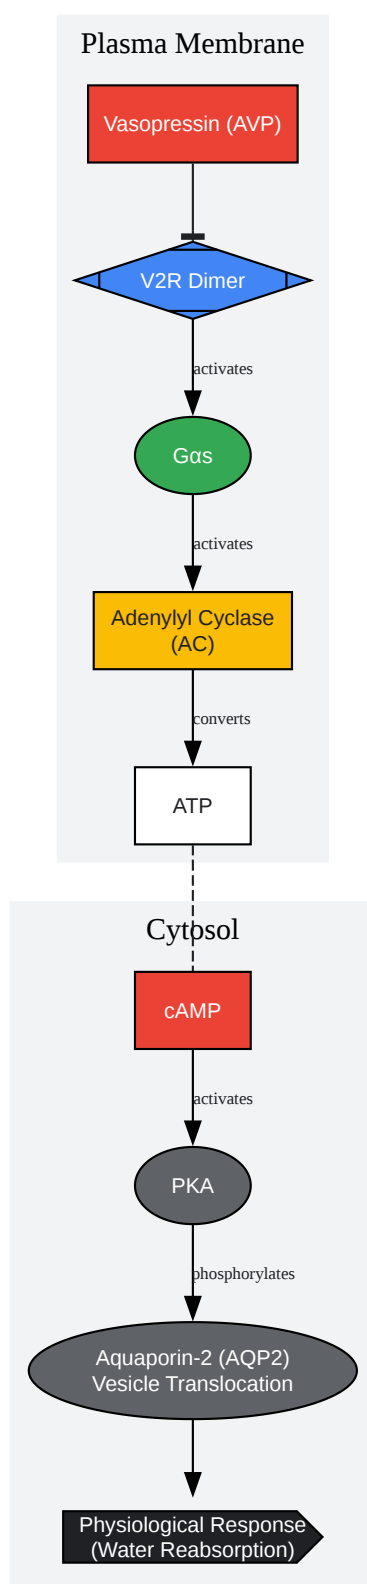 Plasma Membrane
Vasopressin (AVP)
V2R Dimer
activates
Gαs
activates
Adenylyl Cyclase
(AC)
converts
ATP
Cytosol
cAMP
activates
PKA
phosphorylates
Aquaporin-2 (AQP2)
Vesicle Translocation
Physiological Response
(Water Reabsorption)